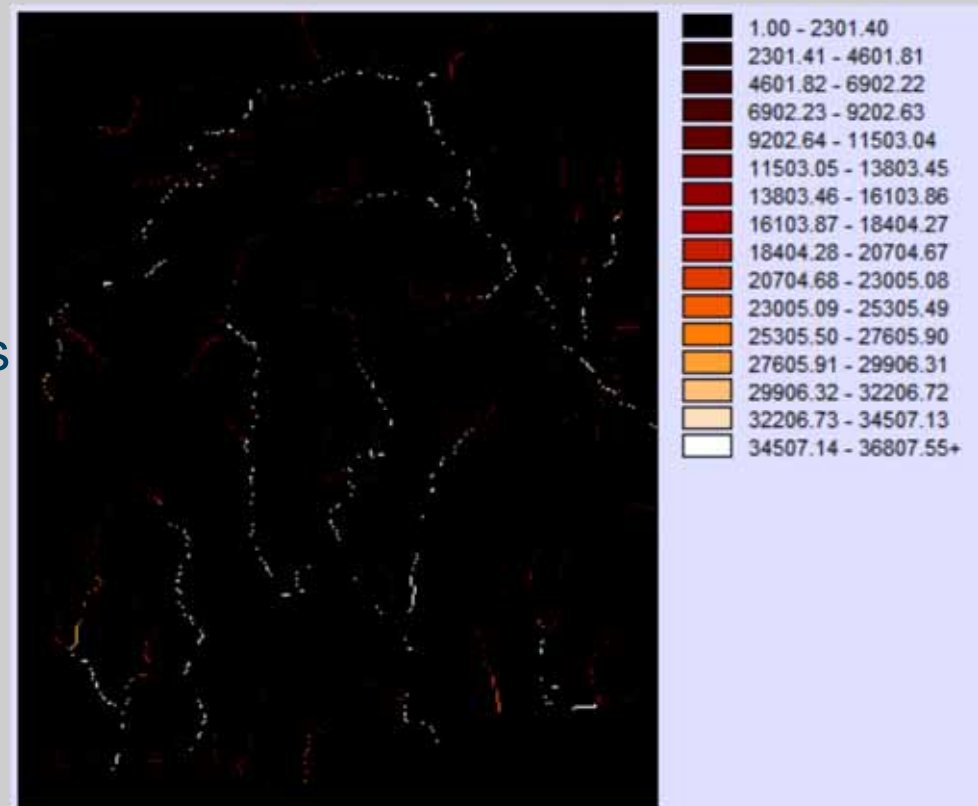 1.00 - 2301.40
2301.41 - 4601.81
4601.82 - 6902.22
6902.23 - 9202.63
9202.64 - 11503.04
11503.05 - 13803.45
13803.46 - 16103.86
16103.87 - 18404.27
18404.28 - 20704.67
20704.68 - 23005.08
23005.09 - 25305.49
25305.50 - 27605.90
27605.91 - 29906.31
29906.32 - 32206.72
32206.73 - 34507.13
34507.14 - 36807.55+
s